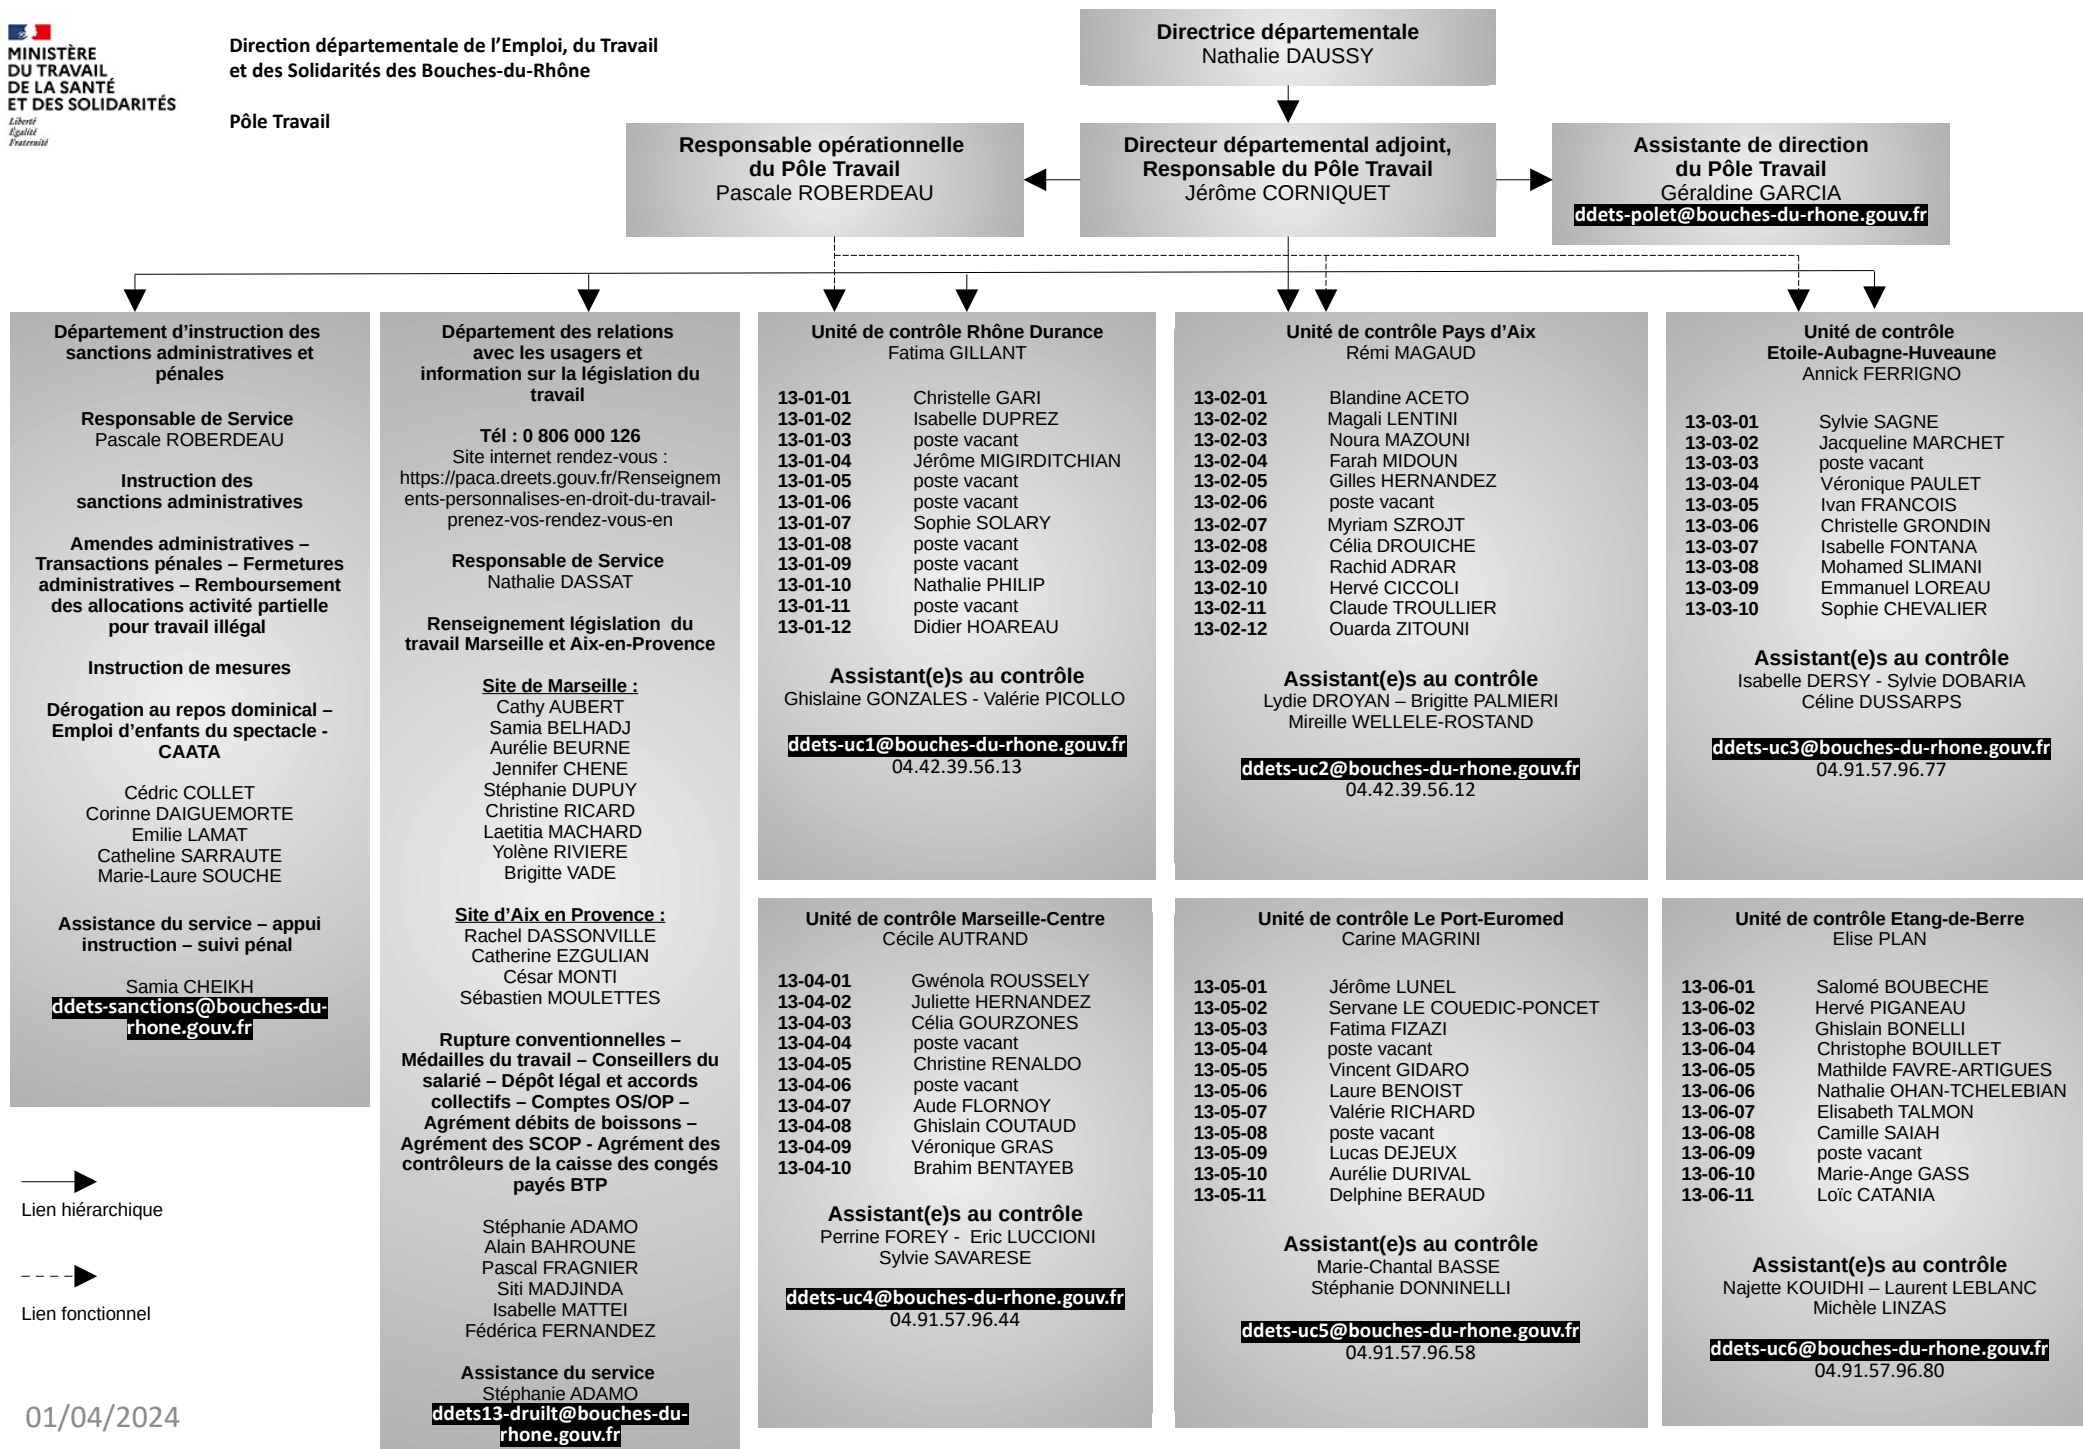 MINISTÈRE
DU TRAVAIL
DE LA SANTÉ
ET DES SOLIDARITÉS
Liberté
Égalité
Fraternité
Direction départementale de l’Emploi, du Travail
et des Solidarités des Bouches-du-Rhône
Pôle Travail
Directrice départementale
Nathalie DAUSSY
Responsable opérationnelle
du Pôle Travail
Pascale ROBERDEAU
Directeur départemental adjoint,
Responsable du Pôle Travail
Jérôme CORNIQUET
Assistante de direction
du Pôle Travail
Géraldine GARCIA
ddets-polet@bouches-du-rhone.gouv.fr
Département d’instruction des
sanctions administratives et
pénales
Responsable de Service
Pascale ROBERDEAU
Instruction des
sanctions administratives
Amendes administratives –
Transactions pénales – Fermetures
administratives – Remboursement
des allocations activité partielle
pour travail illégal
Instruction de mesures
Dérogation au repos dominical –
Emploi d’enfants du spectacle -
CAATA
Cédric COLLET
Corinne DAIGUEMORTE
Emilie LAMAT
Catheline SARRAUTE
Marie-Laure SOUCHE
Assistance du service – appui
instruction – suivi pénal
Samia CHEIKH
ddets-sanctions@bouches-du-
rhone.gouv.fr
Département des relations
avec les usagers et
information sur la législation du
travail
Tél : 0 806 000 126
Site internet rendez-vous :
https://paca.dreets.gouv.fr/Renseignem
ents-personnalises-en-droit-du-travail-
prenez-vos-rendez-vous-en
Responsable de Service
Nathalie DASSAT
Renseignement législation du
travail Marseille et Aix-en-Provence
Site de Marseille :
Cathy AUBERT
Samia BELHADJ
Aurélie BEURNE
Jennifer CHENE
Stéphanie DUPUY
Christine RICARD
Laetitia MACHARD
Yolène RIVIERE
Brigitte VADE
Site d’Aix en Provence :
Rachel DASSONVILLE
Catherine EZGULIAN
César MONTI
Sébastien MOULETTES
Rupture conventionnelles –
Médailles du travail – Conseillers du
salarié – Dépôt légal et accords
collectifs – Comptes OS/OP –
Agrément débits de boissons –
Agrément des SCOP - Agrément des
contrôleurs de la caisse des congés
payés BTP
Stéphanie ADAMO
Alain BAHROUNE
Pascal FRAGNIER
Siti MADJINDA
Isabelle MATTEI
Fédérica FERNANDEZ
Assistance du service
Stéphanie ADAMO
ddets13-druilt@bouches-du-
rhone.gouv.fr
Unité de contrôle Rhône Durance
Fatima GILLANT
13-01-01 Christelle GARI
13-01-02 Isabelle DUPREZ
13-01-03 poste vacant
13-01-04 Jérôme MIGIRDITCHIAN
13-01-05 poste vacant
13-01-06 poste vacant
13-01-07 Sophie SOLARY
13-01-08 poste vacant
13-01-09 poste vacant
13-01-10 Nathalie PHILIP
13-01-11 poste vacant
13-01-12 Didier HOAREAU
Assistant(e)s au contrôle
Ghislaine GONZALES - Valérie PICOLLO
ddets-uc1@bouches-du-rhone.gouv.fr
04.42.39.56.13
Unité de contrôle Pays d’Aix
Rémi MAGAUD
13-02-01 Blandine ACETO
13-02-02 Magali LENTINI
13-02-03 Noura MAZOUNI
13-02-04 Farah MIDOUN
13-02-05 Gilles HERNANDEZ
13-02-06 poste vacant
13-02-07 Myriam SZROJT
13-02-08 Célia DROUICHE
13-02-09 Rachid ADRAR
13-02-10 Hervé CICCOLI
13-02-11 Claude TROULLIER
13-02-12 Ouarda ZITOUNI
Assistant(e)s au contrôle
Lydie DROYAN – Brigitte PALMIERI
Mireille WELLELE-ROSTAND
ddets-uc2@bouches-du-rhone.gouv.fr
04.42.39.56.12
Unité de contrôle
Etoile-Aubagne-Huveaune
Annick FERRIGNO
13-03-01 Sylvie SAGNE
13-03-02 Jacqueline MARCHET
13-03-03 poste vacant
13-03-04 Véronique PAULET
13-03-05 Ivan FRANCOIS
13-03-06 Christelle GRONDIN
13-03-07 Isabelle FONTANA
13-03-08 Mohamed SLIMANI
13-03-09 Emmanuel LOREAU
13-03-10 Sophie CHEVALIER
Assistant(e)s au contrôle
Isabelle DERSY - Sylvie DOBARIA
Céline DUSSARPS
ddets-uc3@bouches-du-rhone.gouv.fr
04.91.57.96.77
Unité de contrôle Marseille-Centre
Cécile AUTRAND
13-04-01 Gwénola ROUSSELY
13-04-02 Juliette HERNANDEZ
13-04-03 Célia GOURZONES
13-04-04 poste vacant
13-04-05 Christine RENALDO
13-04-06 poste vacant
13-04-07 Aude FLORNOY
13-04-08 Ghislain COUTAUD
13-04-09 Véronique GRAS
13-04-10 Brahim BENTAYEB
Assistant(e)s au contrôle
Perrine FOREY - Eric LUCCIONI
Sylvie SAVARESE
ddets-uc4@bouches-du-rhone.gouv.fr
04.91.57.96.44
Unité de contrôle Le Port-Euromed
Carine MAGRINI
13-05-01 Jérôme LUNEL
13-05-02 Servane LE COUEDIC-PONCET
13-05-03 Fatima FIZAZI
13-05-04 poste vacant
13-05-05 Vincent GIDARO
13-05-06 Laure BENOIST
13-05-07 Valérie RICHARD
13-05-08 poste vacant
13-05-09 Lucas DEJEUX
13-05-10 Aurélie DURIVAL
13-05-11 Delphine BERAUD
Assistant(e)s au contrôle
Marie-Chantal BASSE
Stéphanie DONNINELLI
ddets-uc5@bouches-du-rhone.gouv.fr
04.91.57.96.58
Unité de contrôle Etang-de-Berre
Elise PLAN
13-06-01 Salomé BOUBECHE
13-06-02 Hervé PIGANEAU
13-06-03 Ghislain BONELLI
13-06-04 Christophe BOUILLET
13-06-05 Mathilde FAVRE-ARTIGUES
13-06-06 Nathalie OHAN-TCHELEBIAN
13-06-07 Elisabeth TALMON
13-06-08 Camille SAIAH
13-06-09 poste vacant
13-06-10 Marie-Ange GASS
13-06-11 Loïc CATANIA
Assistant(e)s au contrôle
Najette KOUIDHI – Laurent LEBLANC
Michèle LINZAS
ddets-uc6@bouches-du-rhone.gouv.fr
04.91.57.96.80
Lien hiérarchique
Lien fonctionnel
01/04/2024